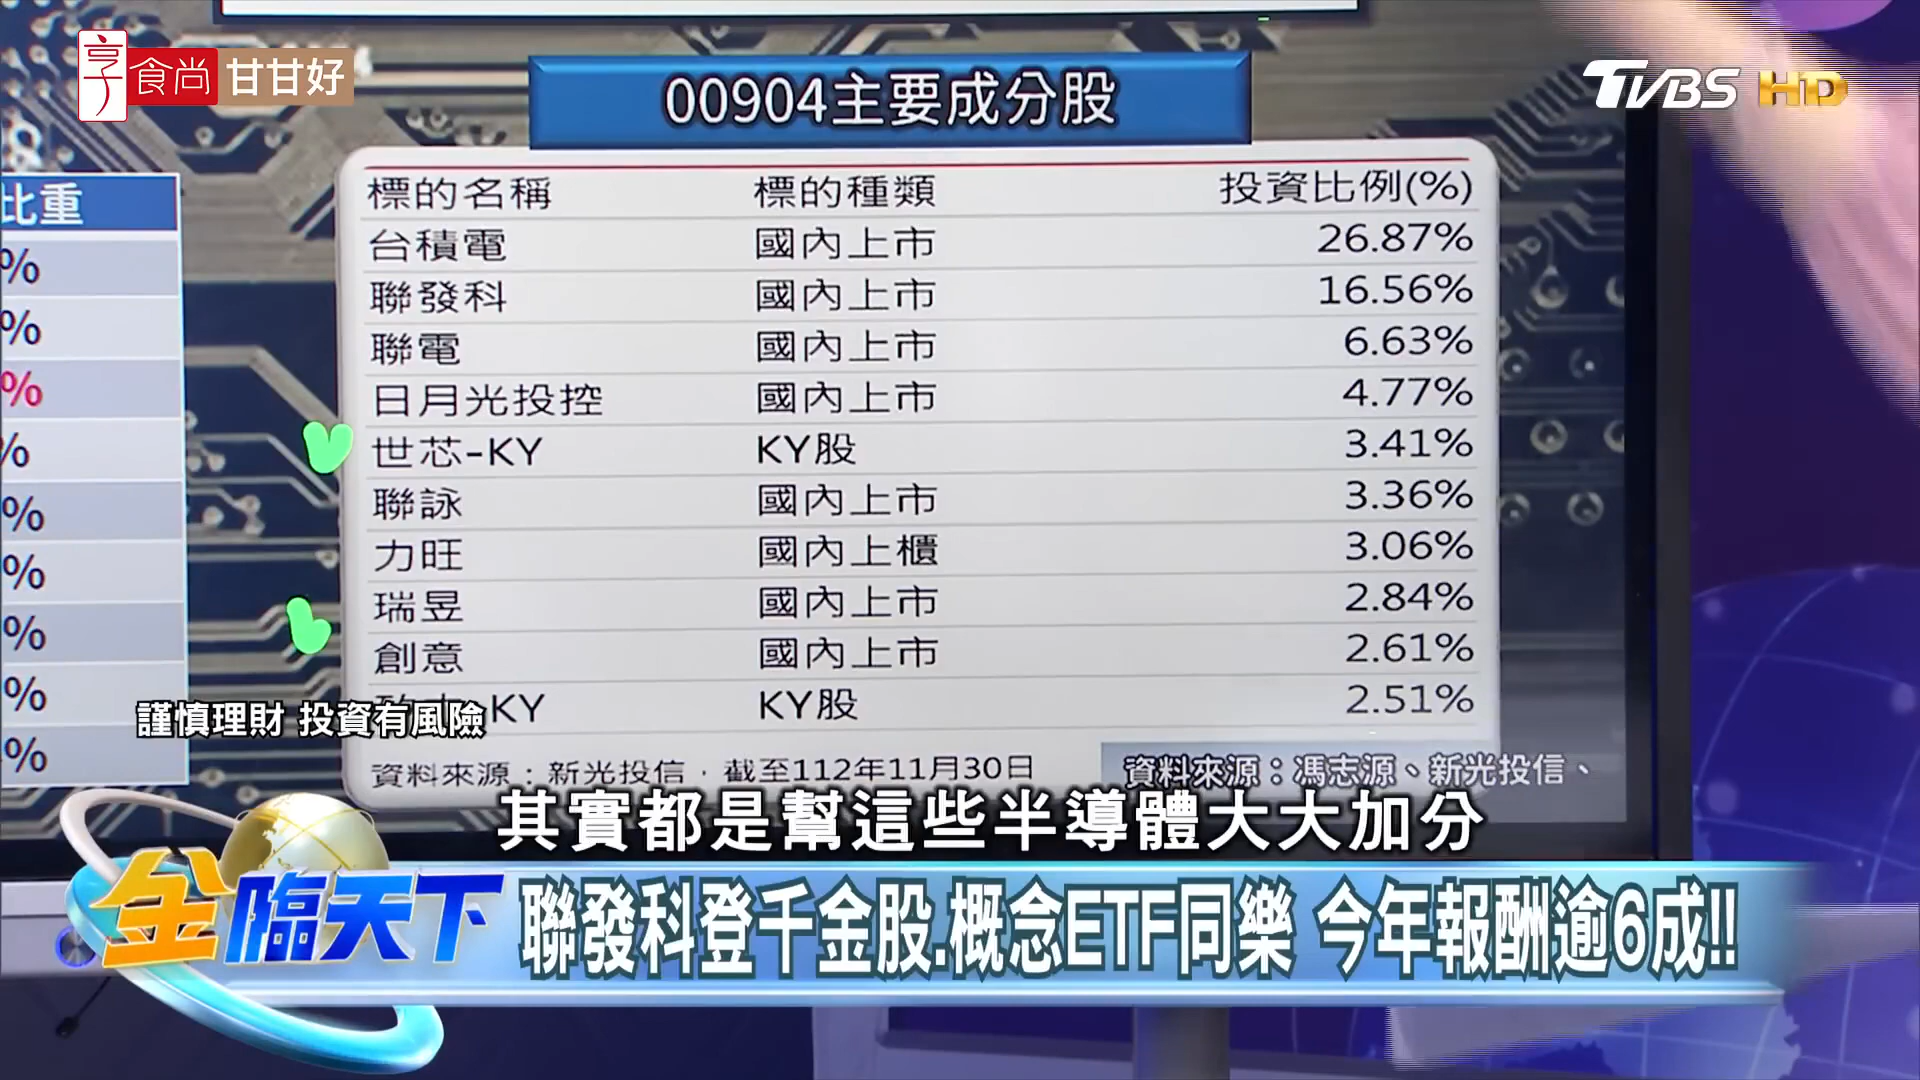 享食尚 甘甘好
TVBS HD
00904主要成分股
比重
%
%
%
%
%
%
%
%
%
標的名稱 標的種類 投資比例(%)
台積電 國內上市 26.87%
聯發科 國內上市 16.56%
聯電 國內上市 6.63%
日月光投控 國內上市 4.77%
世芯-KY KY股 3.41%
聯詠 國內上市 3.36%
力旺 國內上櫃 3.06%
瑞昱 國內上市 2.84%
創意 國內上市 2.61%
-KY KY股 2.51%
謹慎理財 投資有風險
資料來源：新光投信，截至112年11月30日
資料來源：馮志源、新光投信、
其實都是幫這些半導體大大加分
金臨天下
聯發科登千金股.概念ETF同樂 今年報酬逾6成!!